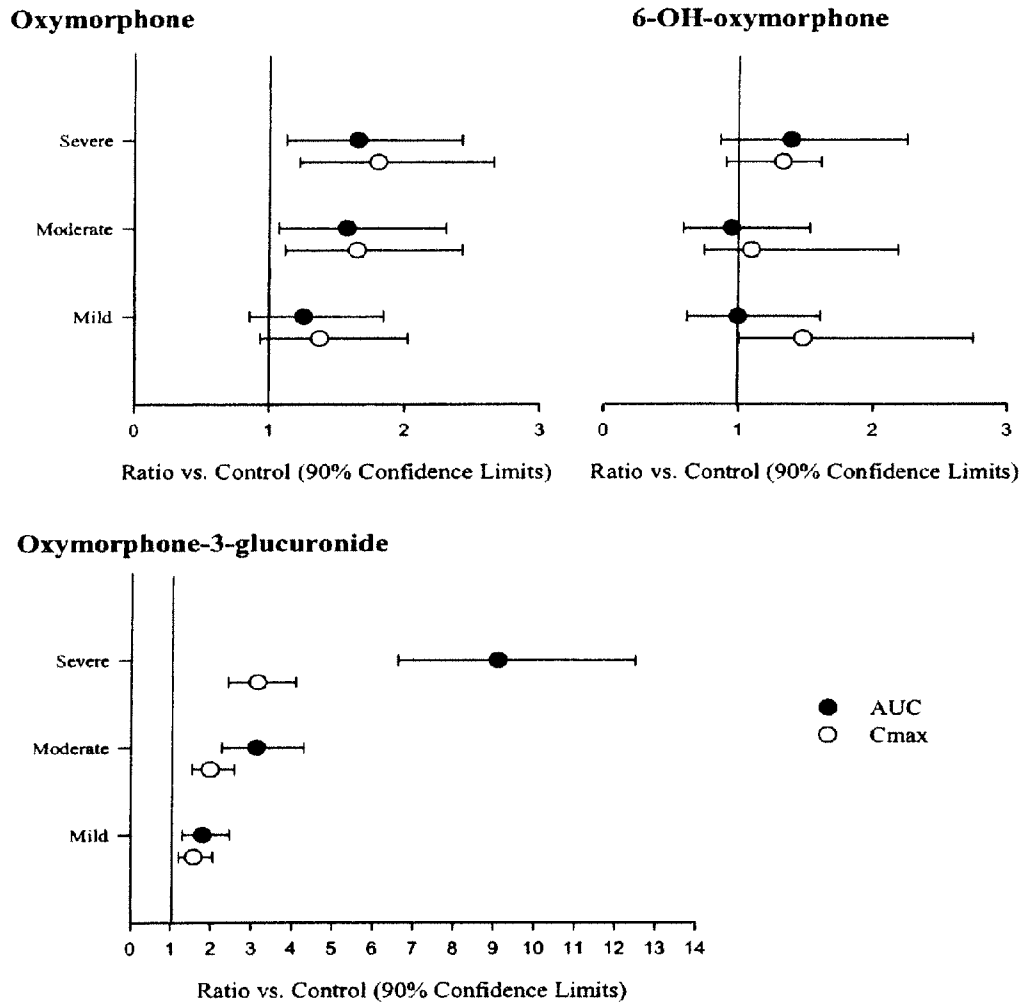 Oxymorphone
Severe
Moderate
Mild
0 1 2 3
Ratio vs. Control (90% Confidence Limits)
6-OH-oxymorphone
0 1 2 3
Ratio vs. Control (90% Confidence Limits)
Oxymorphone-3-glucuronide
Severe
Moderate
Mild
0 1 2 3 4 5 6 7 8 9 10 11 12 13 14
Ratio vs. Control (90% Confidence Limits)
AUC
Cmax